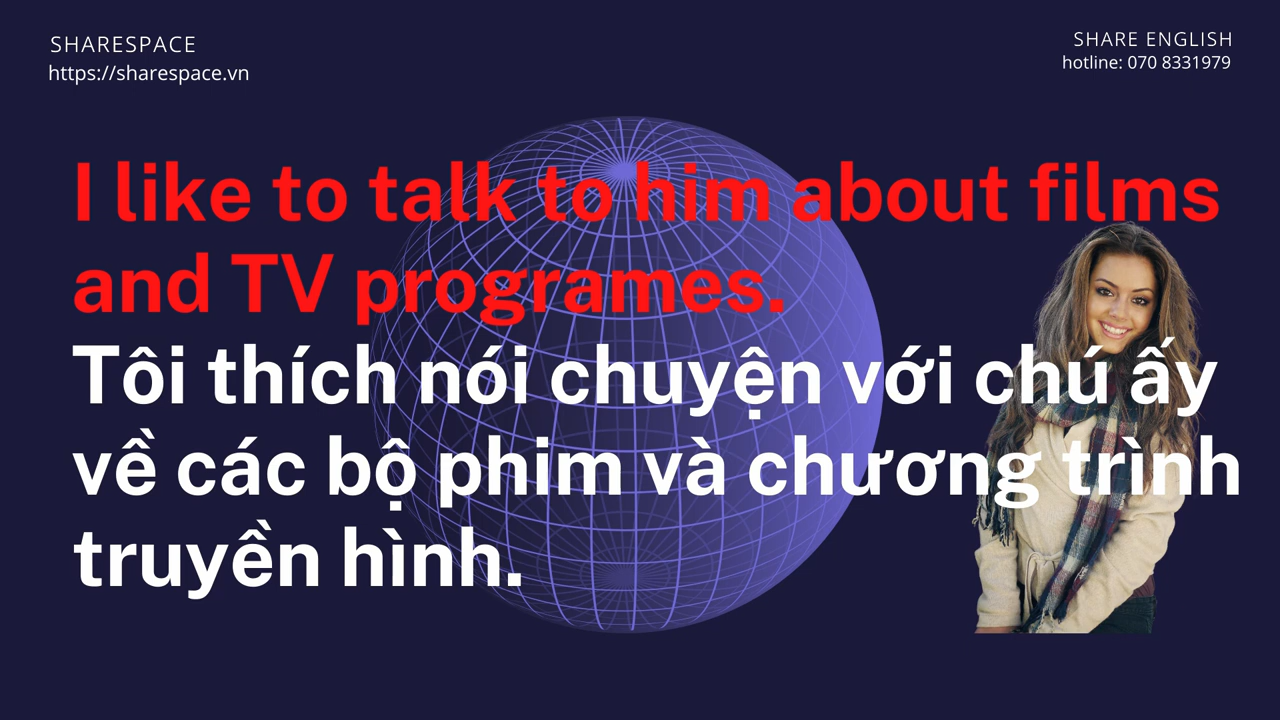 SHARESPACE
https://sharespace.vn
SHARE ENGLISH
hotline: 070 8331979
I like to talk to him about films
and TV programes.
Tôi thích nói chuyện với chú ấy
về các bộ phim và chương trình
truyền hình.